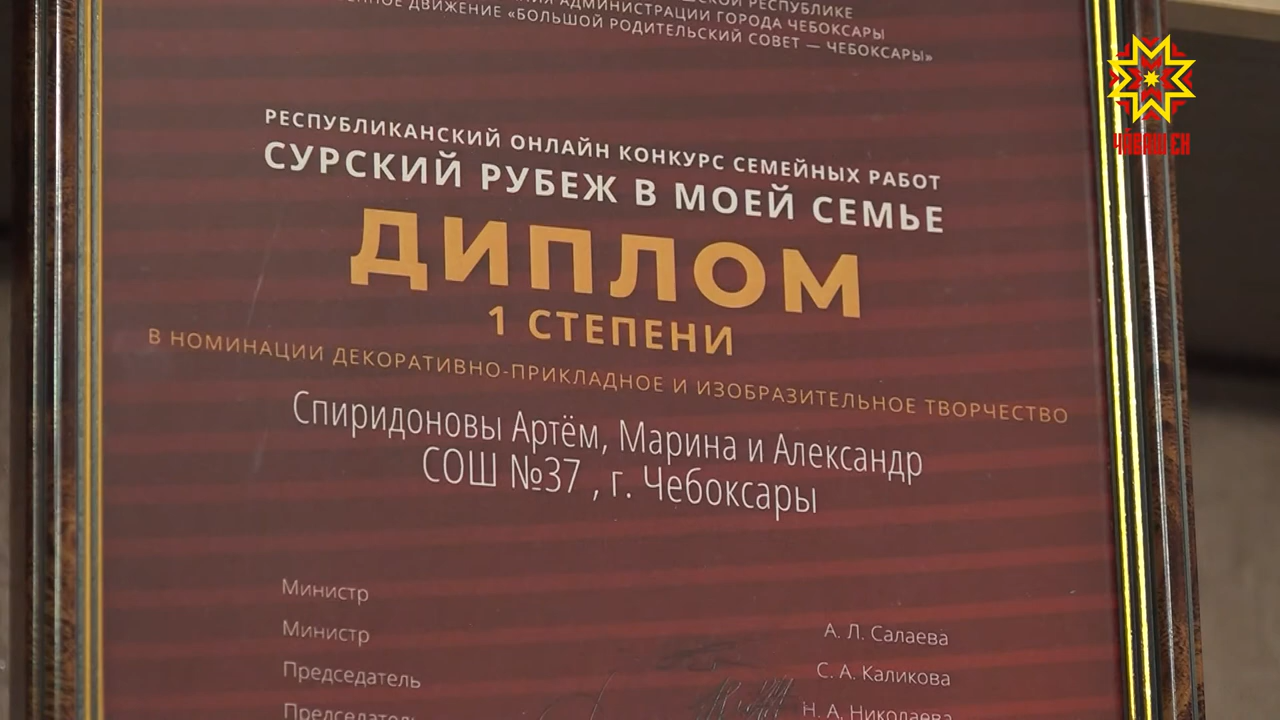 РЕСПУБЛИКЕ
АДМИНИСТРАЦИИ ГОРОДА ЧЕБОКСАРЫ
ДВИЖЕНИЕ «БОЛЬШОЙ РОДИТЕЛЬСКИЙ СОВЕТ — ЧЕБОКСАРЫ»
ЧӐВАШ ЕН
РЕСПУБЛИКАНСКИЙ ОНЛАЙН КОНКУРС СЕМЕЙНЫХ РАБОТ
СУРСКИЙ РУБЕЖ В МОЕЙ СЕМЬЕ
ДИПЛОМ
1 СТЕПЕНИ
В НОМИНАЦИИ ДЕКОРАТИВНО-ПРИКЛАДНОЕ И ИЗОБРАЗИТЕЛЬНОЕ ТВОРЧЕСТВО
Спиридоновы Артём, Марина и Александр
СОШ №37 , г. Чебоксары
Министр
Министр А. Л. Салаева
Председатель С. А. Каликова
Н. А. Николаева